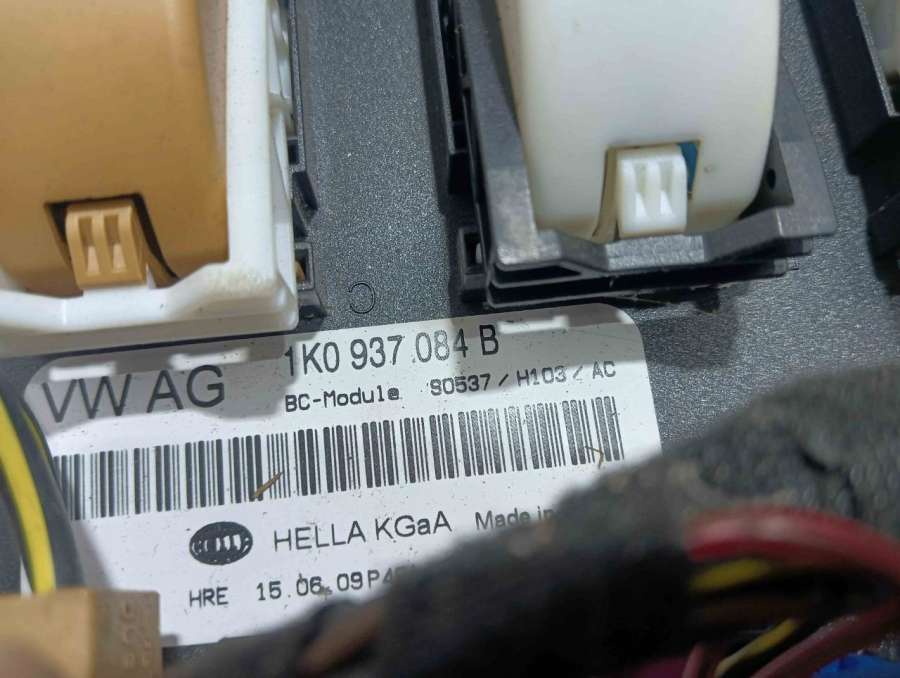 1K0 937 084 B
VW AG
BC-Module S0537 / H103 / AC
HELLA KGaA Made in
HRE 15.06.09